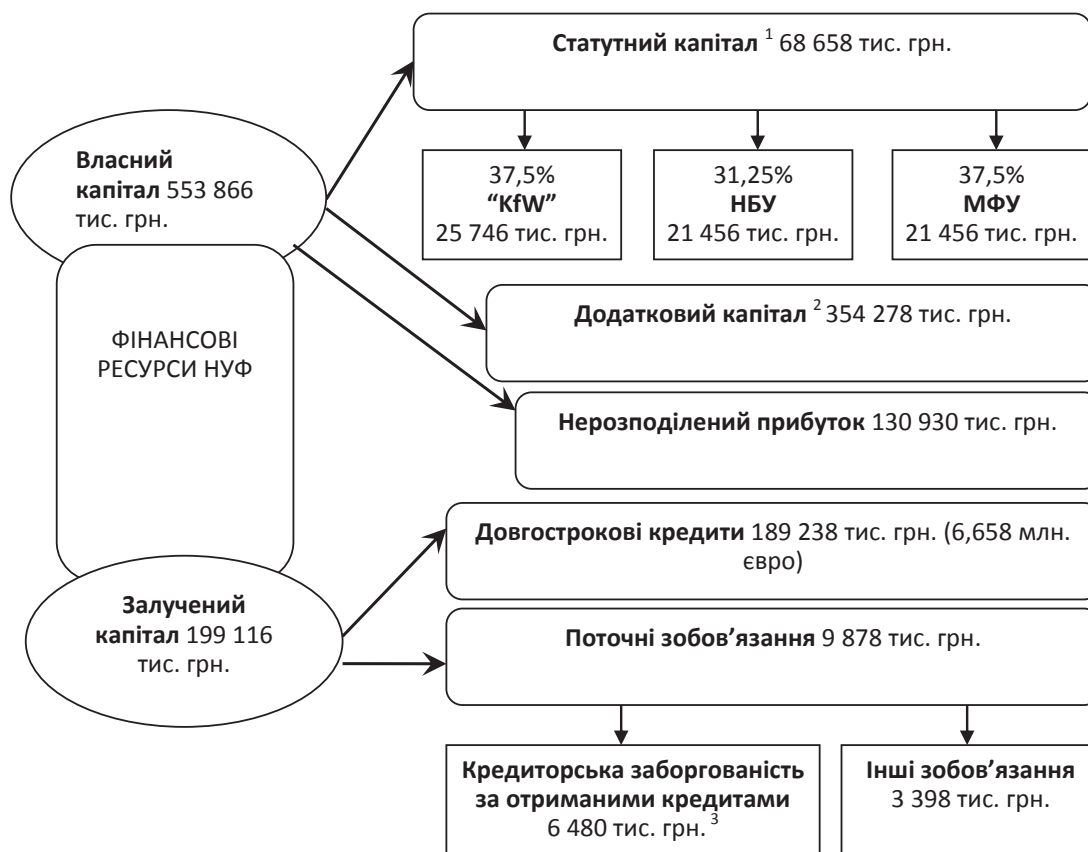 Статутний капітал ¹ 68 658 тис. грн.
Власний
капітал 553 866
тис. грн.
37,5%
“KfW”
25 746 тис. грн.
31,25%
НБУ
21 456 тис. грн.
37,5%
МФУ
21 456 тис. грн.
Додатковий капітал ² 354 278 тис. грн.
ФІНАНСОВІ
РЕСУРСИ НУФ
Нерозподілений прибуток 130 930 тис. грн.
Довгострокові кредити 189 238 тис. грн. (6,658 млн.
євро)
Залучений
капітал 199 116
тис. грн.
Поточні зобов’язання 9 878 тис. грн.
Кредиторська заборгованість
за отриманими кредитами
6 480 тис. грн. ³
Інші зобов’язання
3 398 тис. грн.